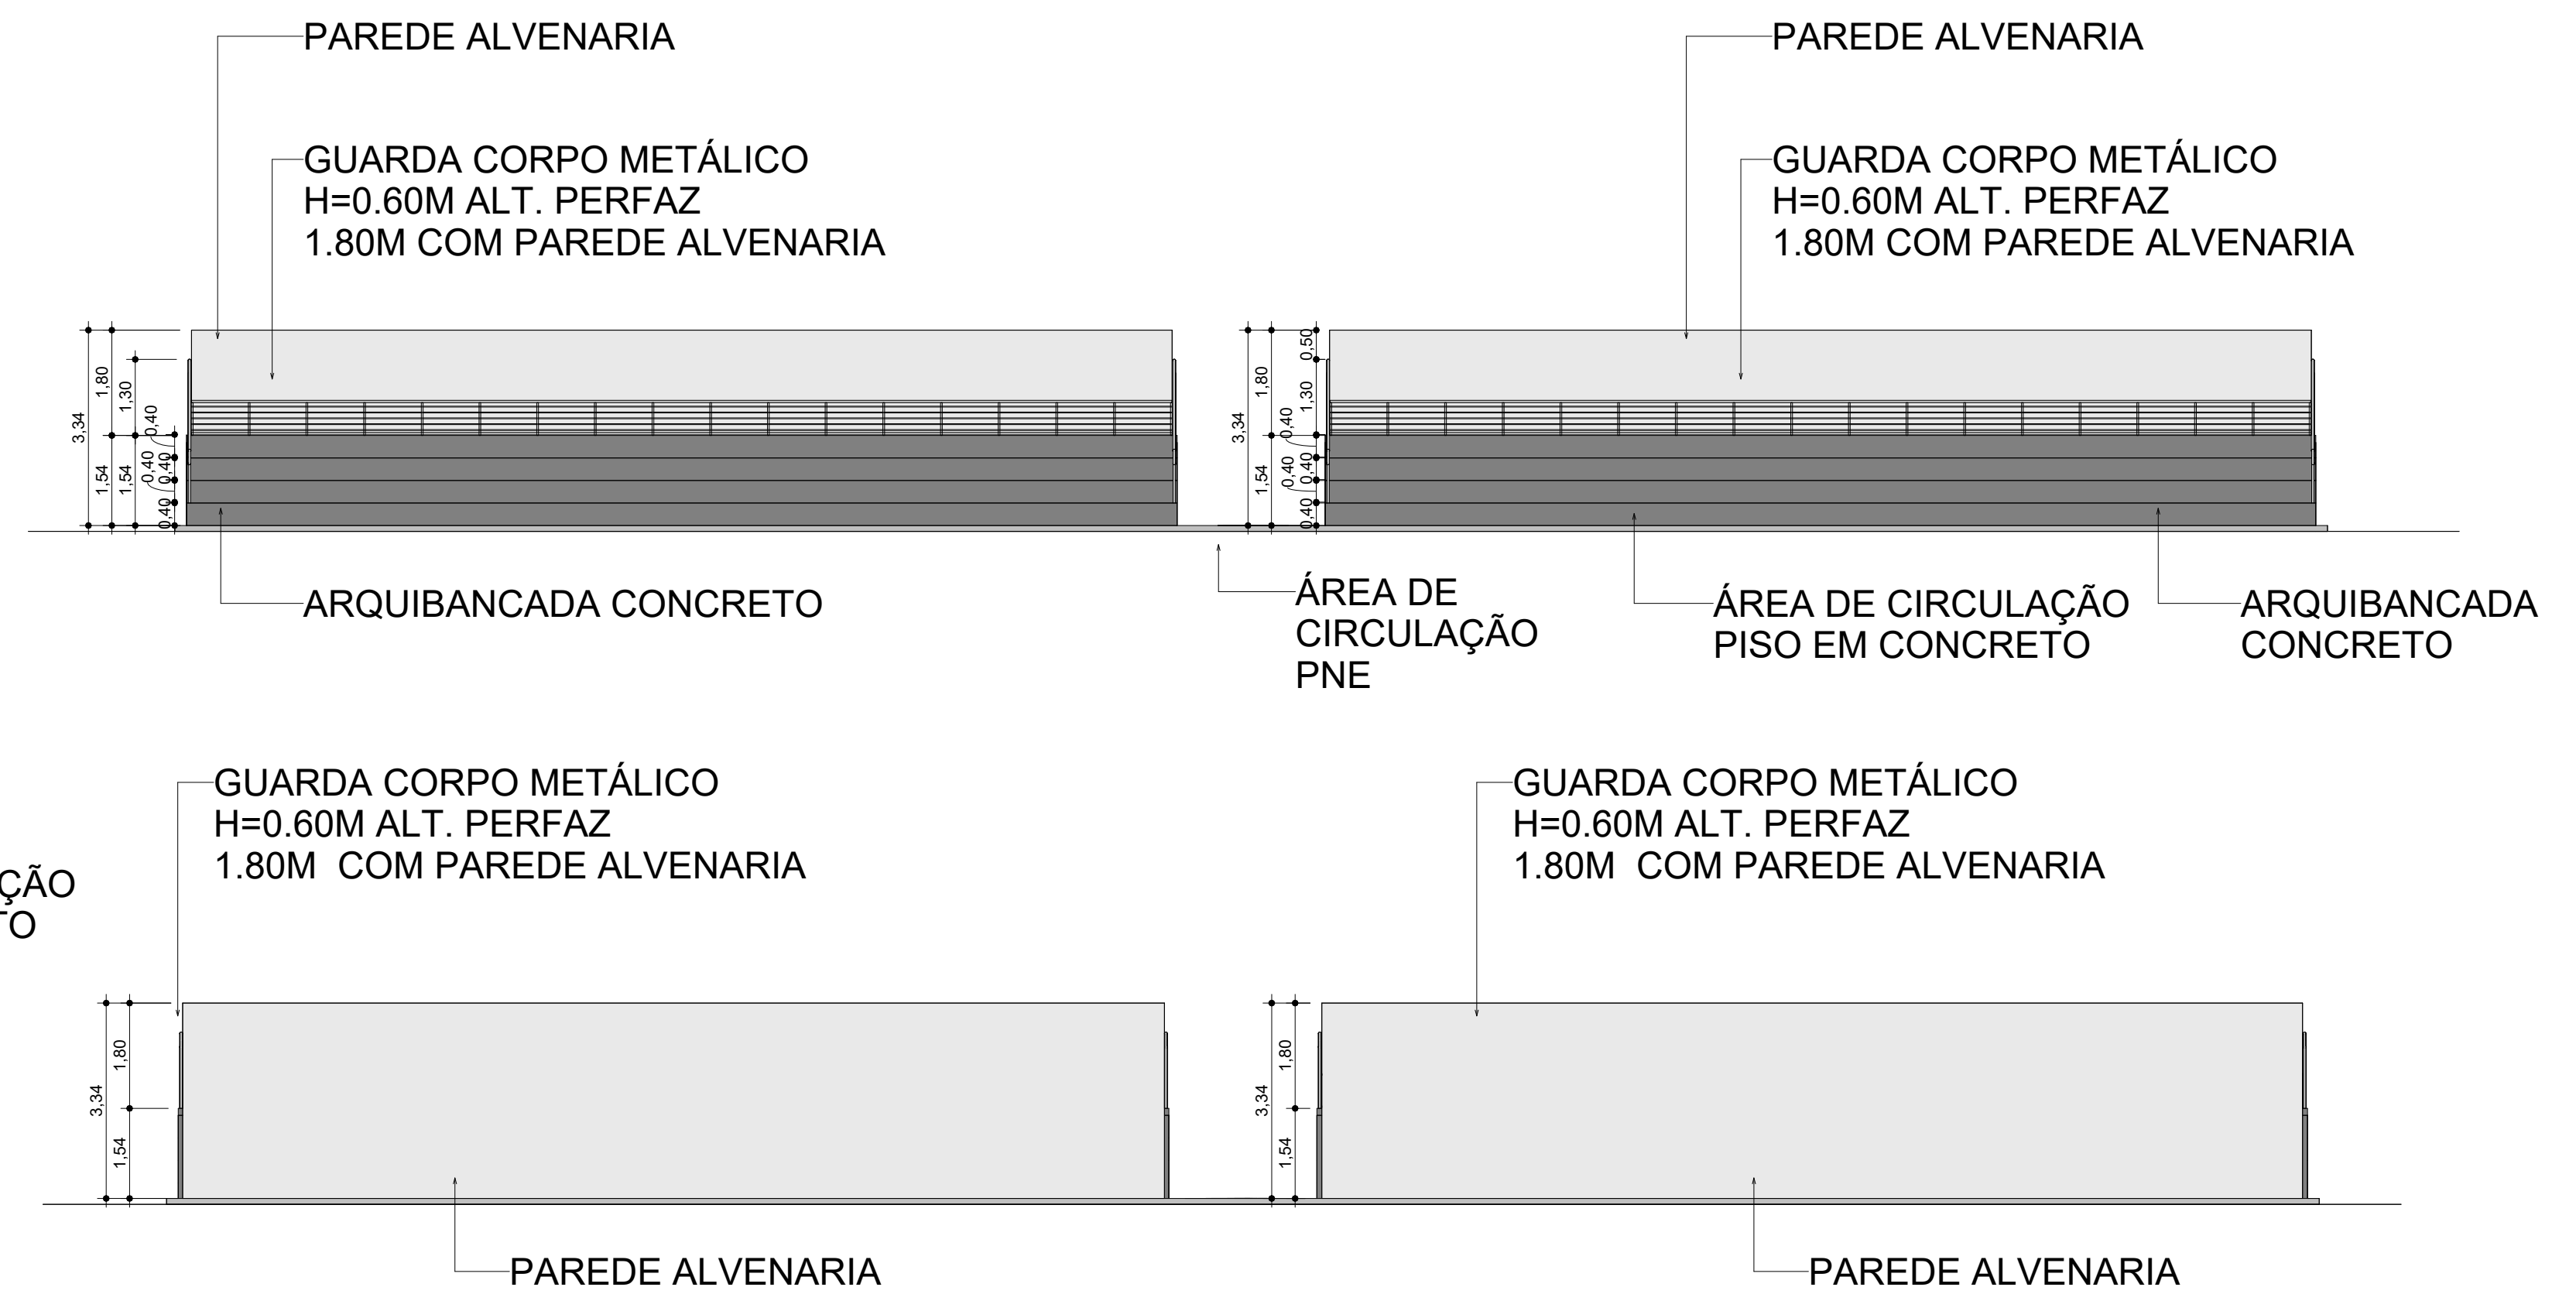 PAREDE ALVENARIA
PAREDE ALVENARIA
GUARDA CORPO METÁLICO
H=0.60M ALT. PERFAZ
1.80M COM PAREDE ALVENARIA
GUARDA CORPO METÁLICO
H=0.60M ALT. PERFAZ
1.80M COM PAREDE ALVENARIA
3,34
1,80
1,54
1,30
1,54
0,40
0,40
0,40
0,40
3,34
1,80
1,54
0,50
1,30
0,40
0,40
0,40
0,40
ARQUIBANCADA CONCRETO
ÁREA DE
CIRCULAÇÃO
PNE
ÁREA DE CIRCULAÇÃO
PISO EM CONCRETO
ARQUIBANCADA
CONCRETO
GUARDA CORPO METÁLICO
H=0.60M ALT. PERFAZ
1.80M  COM PAREDE ALVENARIA
GUARDA CORPO METÁLICO
H=0.60M ALT. PERFAZ
1.80M  COM PAREDE ALVENARIA
ÇÃO
TO
3,34
1,80
1,54
3,34
1,80
1,54
PAREDE ALVENARIA
PAREDE ALVENARIA